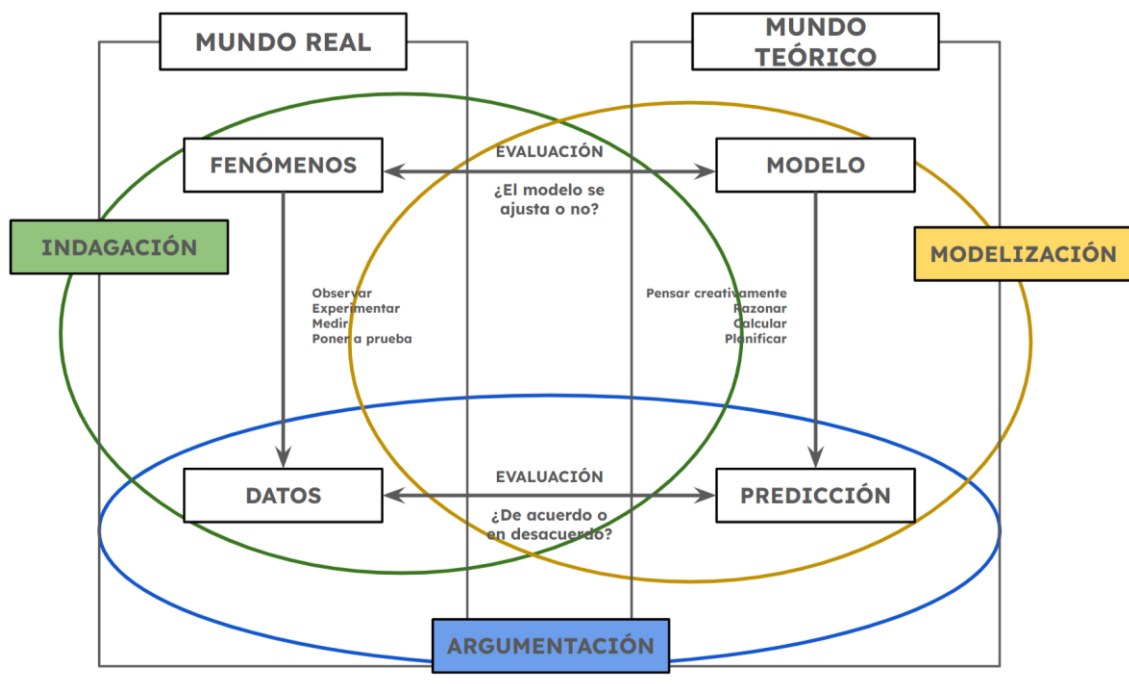 MUNDO REAL
MUNDO
TEÓRICO
FENÓMENOS
EVALUACIÓN
MODELO
¿El modelo se
ajusta o no?
INDAGACIÓN
MODELIZACIÓN
Observar
Experimentar
Medir
Poner a prueba
Pensar creativamente
Razonar
Calcular
Planificar
DATOS
EVALUACIÓN
PREDICCIÓN
¿De acuerdo o
en desacuerdo?
ARGUMENTACIÓN